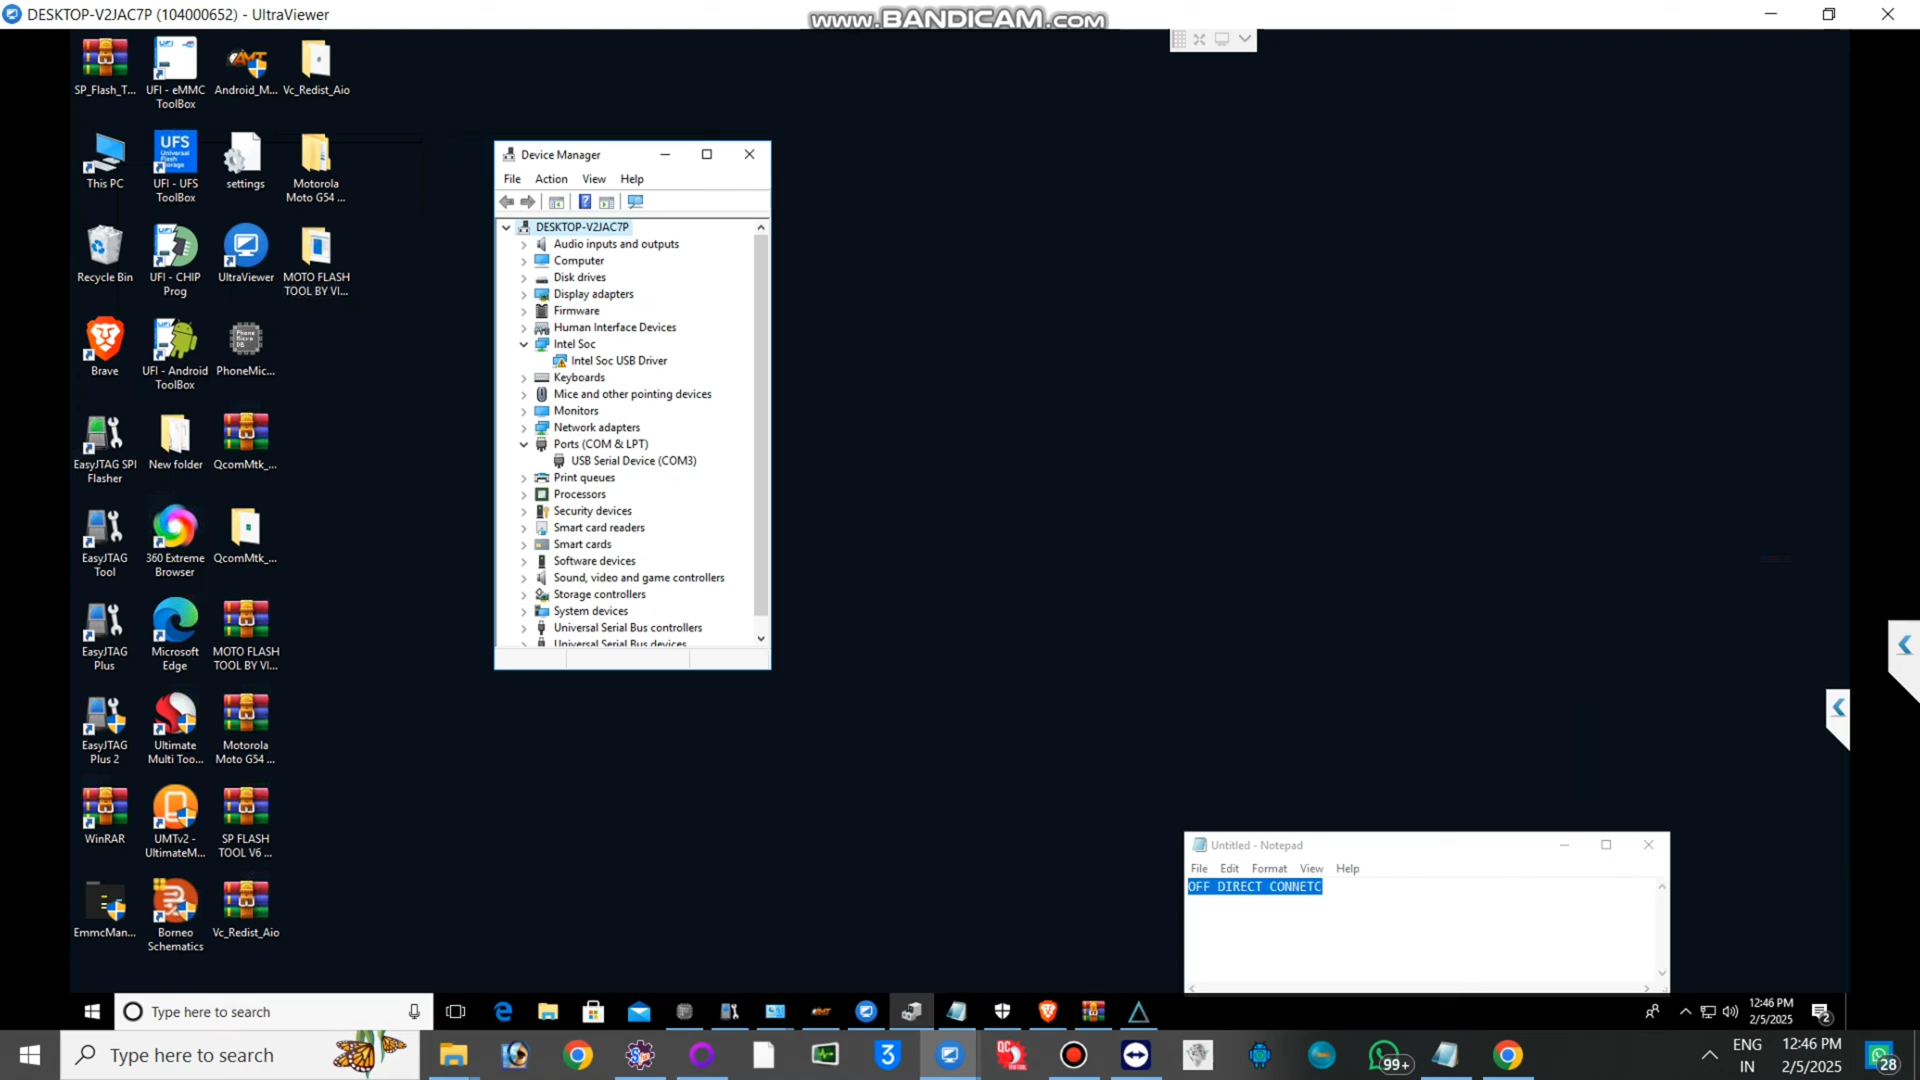 DESKTOP-V2JAC7P (104000652) - UltraViewer
www.BANDICAM.com
SP_Flash_T...
UFI - eMMC
ToolBox
Android_M...
Vc_Redist_Aio
This PC
UFS
Universal
Flash
Storage
UFI - UFS
ToolBox
settings
Motorola
Moto G54 ...
Recycle Bin
UFI - CHIP
Prog
UltraViewer
MOTO FLASH
TOOL BY VI...
Brave
UFI - Android
ToolBox
PhoneMic...
EasyJTAG SPI
Flasher
New folder
QcomMtk_...
EasyJTAG
Tool
360 Extreme
Browser
QcomMtk_...
EasyJTAG
Plus
Microsoft
Edge
MOTO FLASH
TOOL BY VI...
EasyJTAG
Plus 2
Ultimate
Multi Too...
Motorola
Moto G54 ...
WinRAR
UMTv2 -
UltimateM...
SP FLASH
TOOL V6 ...
EmmcMan...
Borneo
Schematics
Vc_Redist_Aio
Device Manager
File Action View Help
DESKTOP-V2JAC7P
Audio inputs and outputs
Computer
Disk drives
Display adapters
Firmware
Human Interface Devices
Intel Soc
Intel Soc USB Driver
Keyboards
Mice and other pointing devices
Monitors
Network adapters
Ports (COM & LPT)
USB Serial Device (COM3)
Print queues
Processors
Security devices
Smart card readers
Smart cards
Software devices
Sound, video and game controllers
Storage controllers
System devices
Universal Serial Bus controllers
Universal Serial Bus devices
Untitled - Notepad
File Edit Format View Help
OFF DIRECT CONNETC
Type here to search
12:46 PM
2/5/2025
2
Type here to search
99+
ENG
IN
12:46 PM
2/5/2025
28